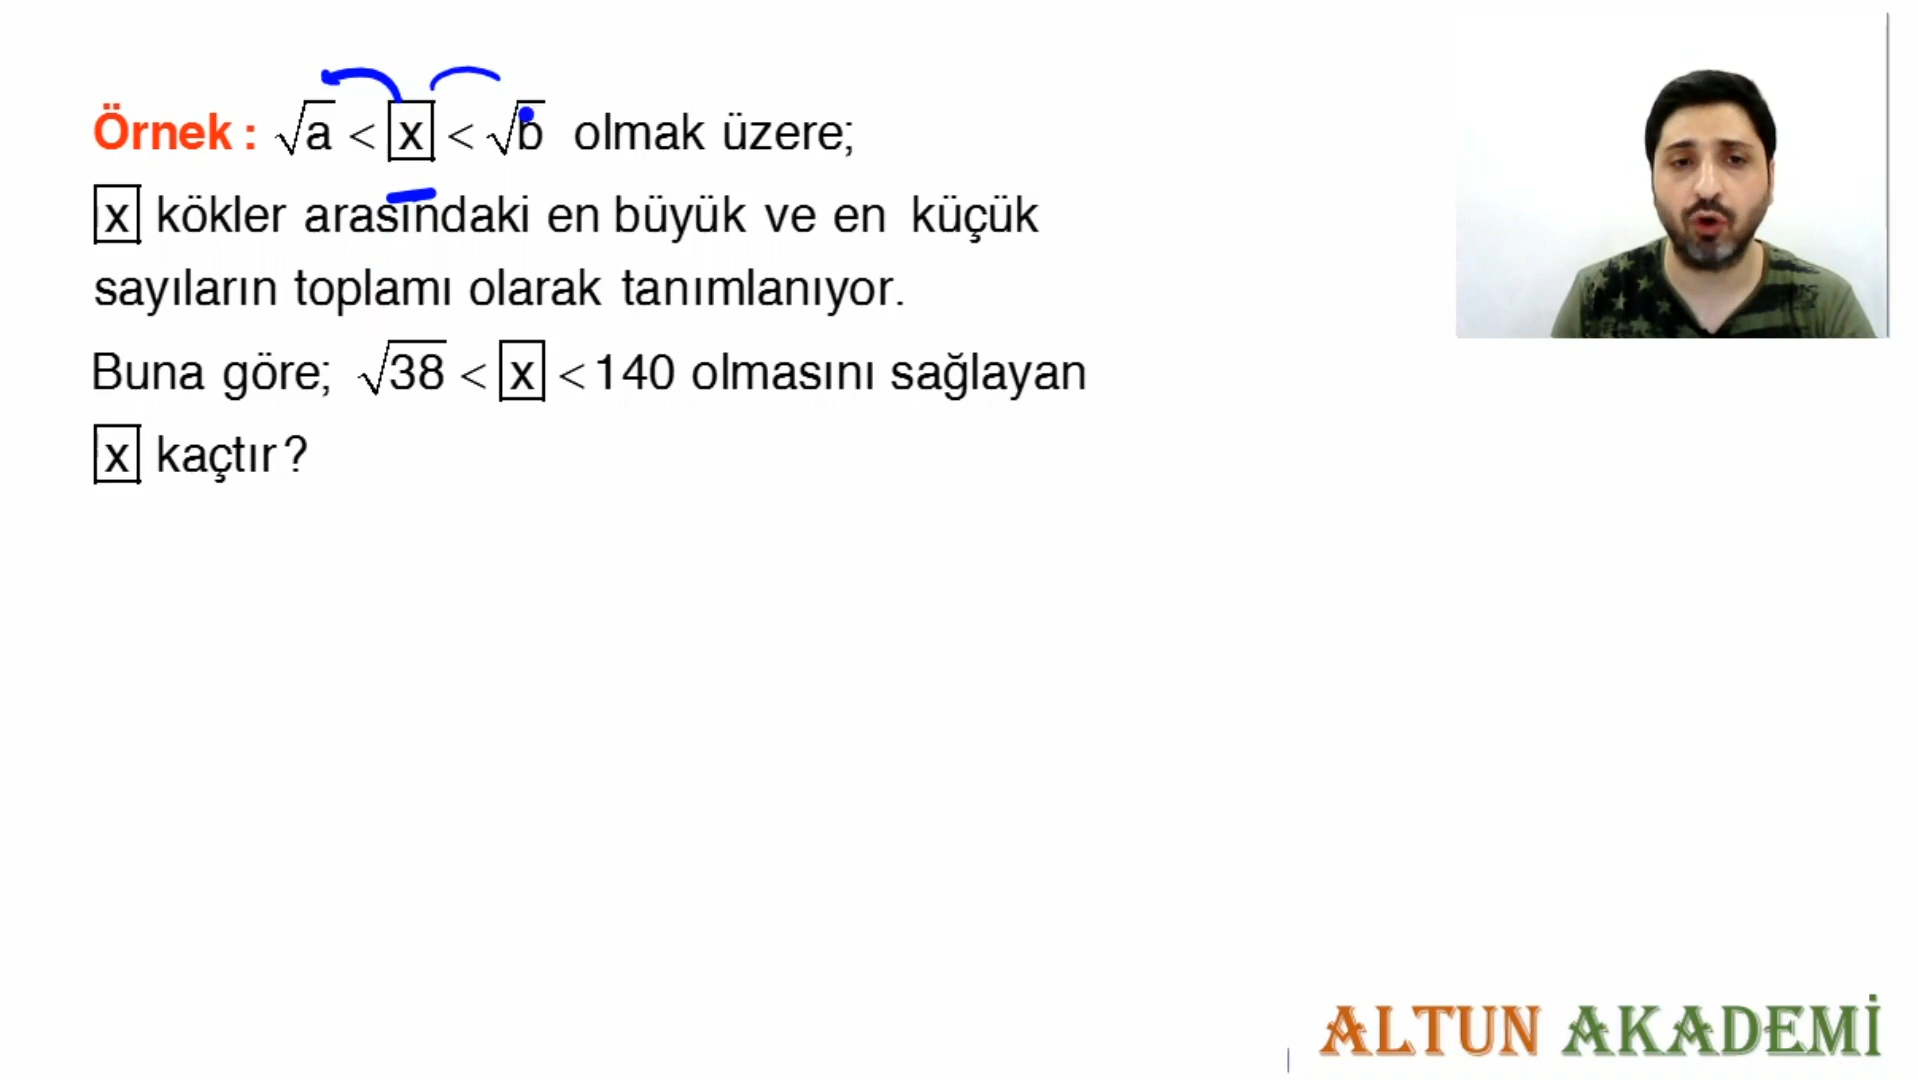 Örnek : √a < x < √b olmak üzere;
x kökler arasındaki en büyük ve en küçük
sayıların toplamı olarak tanımlanıyor.
Buna göre; √38 < x < 140 olmasını sağlayan
x kaçtır ?
ALTUN AKADEMİ